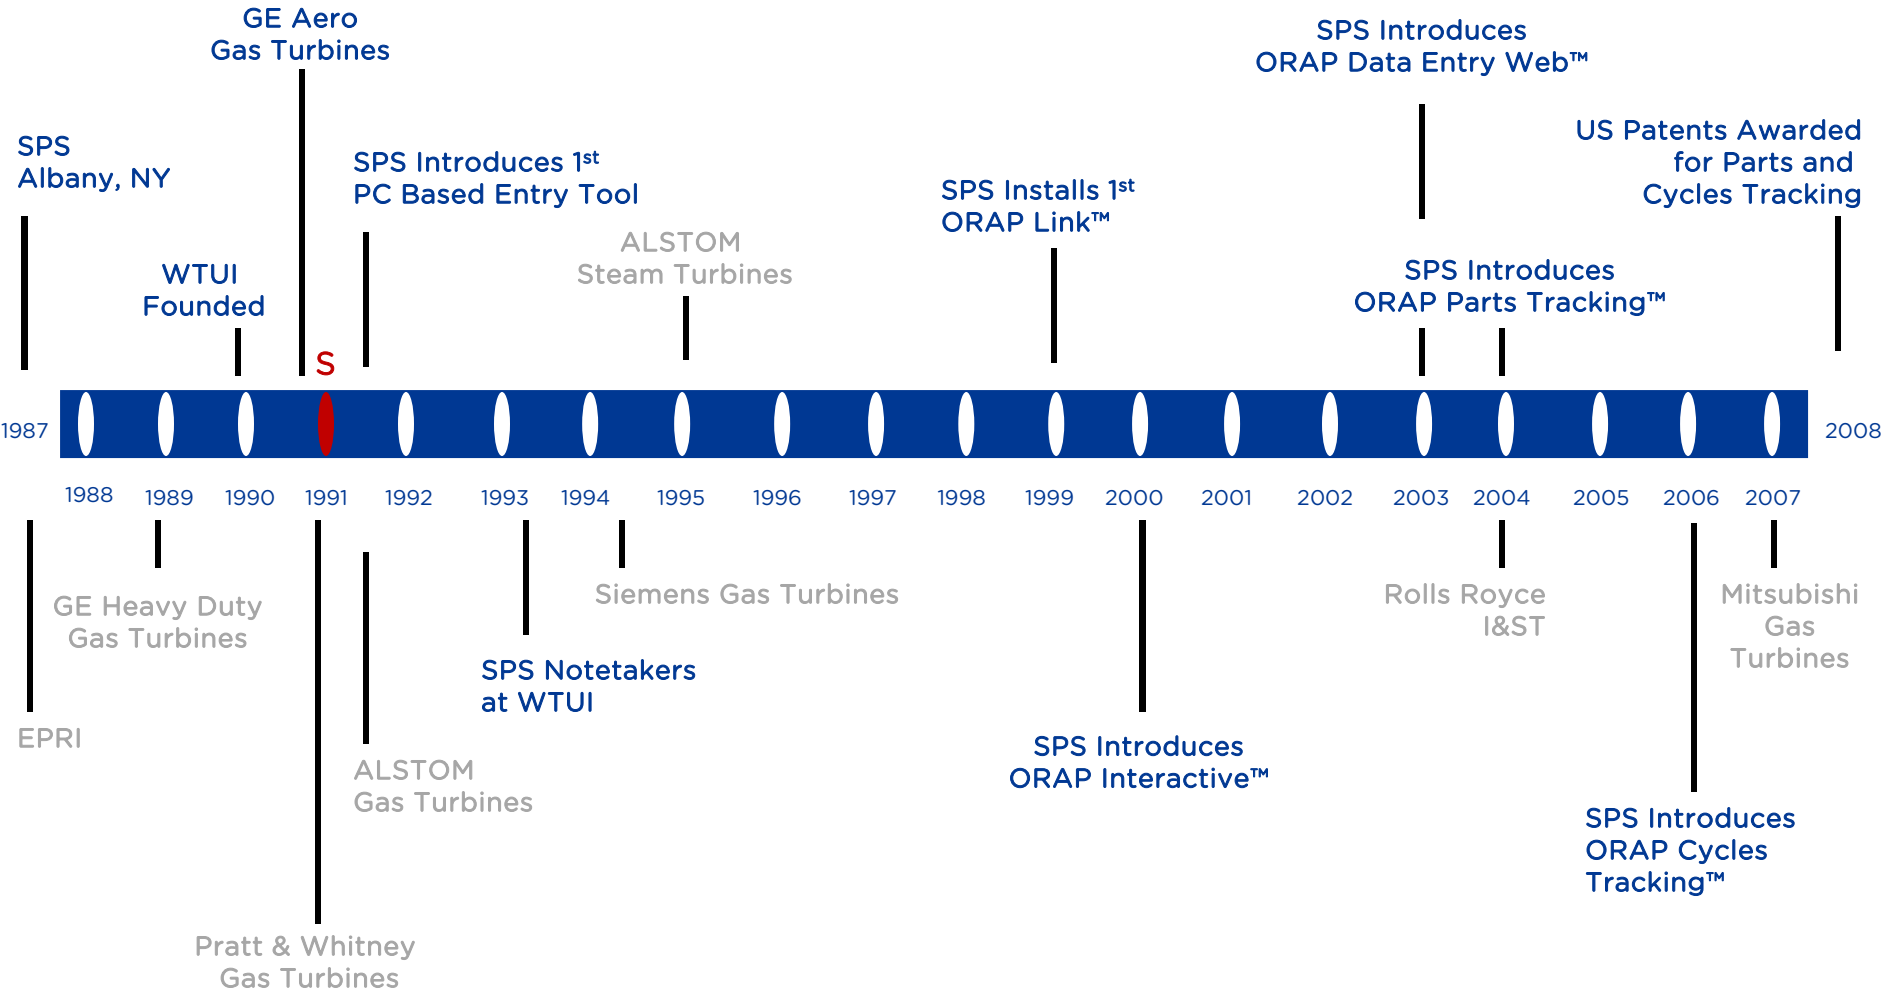 GE Aero
Gas Turbines
SPS Introduces
ORAP Data Entry Web™
SPS
Albany, NY
US Patents Awarded
for Parts and
Cycles Tracking
SPS Introduces 1st
PC Based Entry Tool
SPS Installs 1st
ORAP Link™
ALSTOM
Steam Turbines
WTUI
Founded
SPS Introduces
ORAP Parts Tracking™
S
1987
2008
1988 1989 1990 1991 1992 1993 1994 1995 1996 1997 1998 1999 2000 2001 2002 2003 2004 2005 2006 2007
GE Heavy Duty
Gas Turbines
Siemens Gas Turbines
Rolls Royce
I&ST
Mitsubishi
Gas
Turbines
SPS Notetakers
at WTUI
EPRI
ALSTOM
Gas Turbines
SPS Introduces
ORAP Interactive™
SPS Introduces
ORAP Cycles
Tracking™
Pratt & Whitney
Gas Turbines